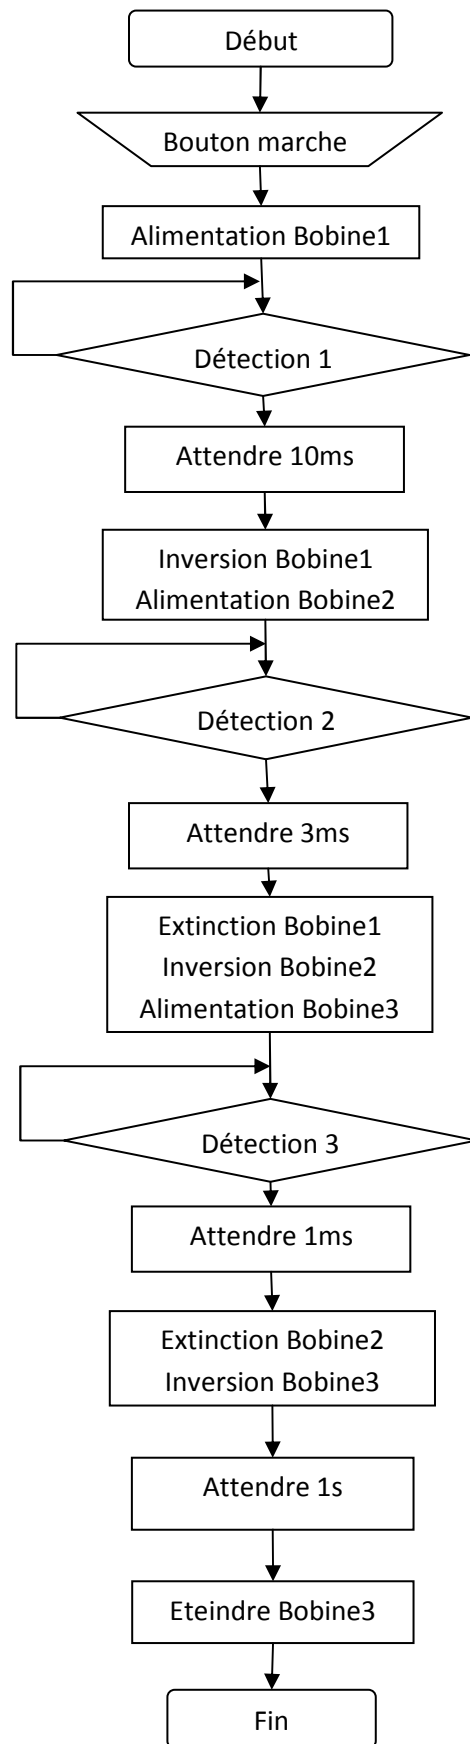 Début
Bouton marche
Alimentation Bobine1
Détection 1
Attendre 10ms
Inversion Bobine1
Alimentation Bobine2
Détection 2
Attendre 3ms
Extinction Bobine1
Inversion Bobine2
Alimentation Bobine3
Détection 3
Attendre 1ms
Extinction Bobine2
Inversion Bobine3
Attendre 1s
Eteindre Bobine3
Fin